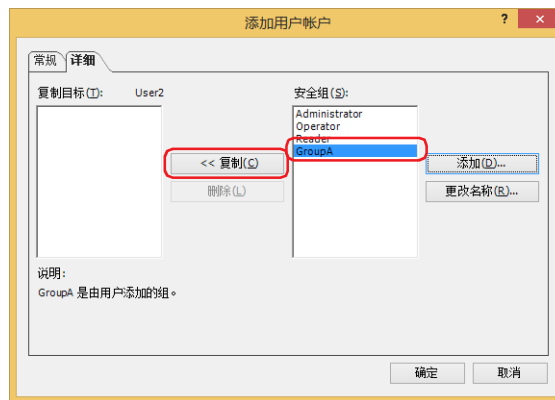 添加用户帐户
? ×
常规 详细
复制目标(T): User2
安全组(S):
Administrator
Operator
Reader
GroupA
<< 复制(C)
添加(D)...
删除(L)
更改名称(R)...
说明:
GroupA 是由用户添加的组。
确定 取消